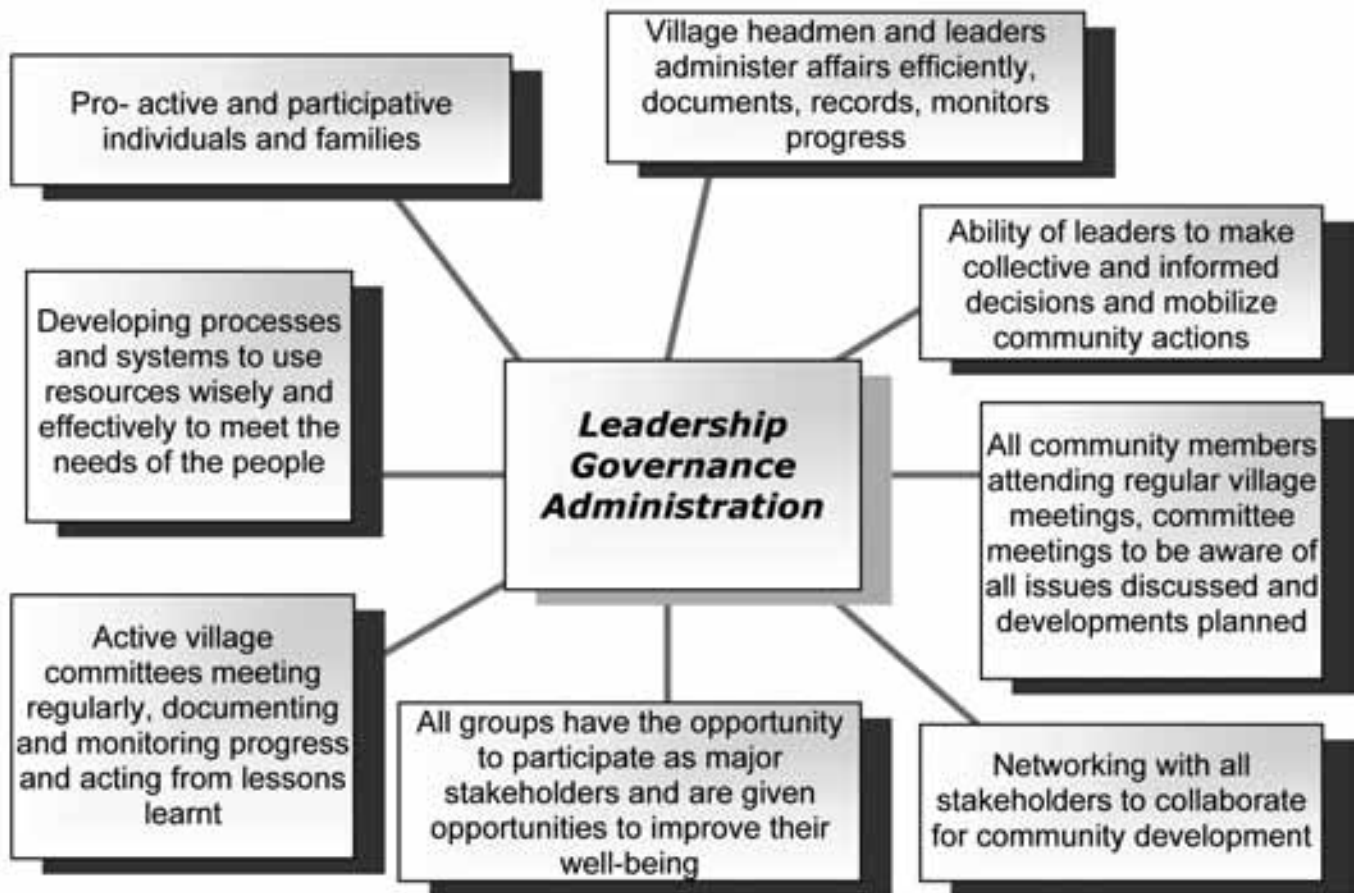 Pro- active and participative
individuals and families
Village headmen and leaders
administer affairs efficiently,
documents, records, monitors
progress
Ability of leaders to make
collective and informed
decisions and mobilize
community actions
Developing processes
and systems to use
resources wisely and
effectively to meet the
needs of the people
Leadership
Governance
Administration
All community members
attending regular village
meetings, committee
meetings to be aware of
all issues discussed and
developments planned
Active village
committees meeting
regularly, documenting
and monitoring progress
and acting from lessons
learnt
All groups have the opportunity
to participate as major
stakeholders and are given
opportunities to improve their
well-being
Networking with all
stakeholders to collaborate
for community development